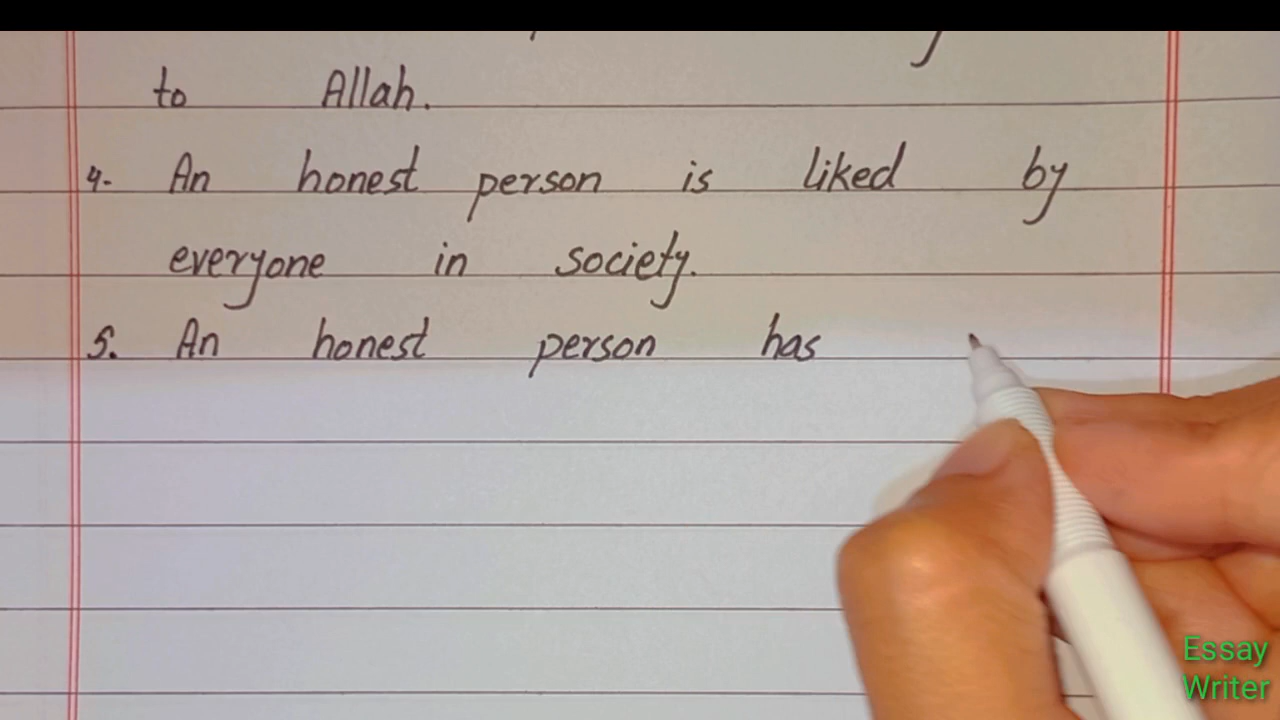 to Allah.
4. An honest person is liked by
everyone in society.
5. An honest person has
Essay
Writer